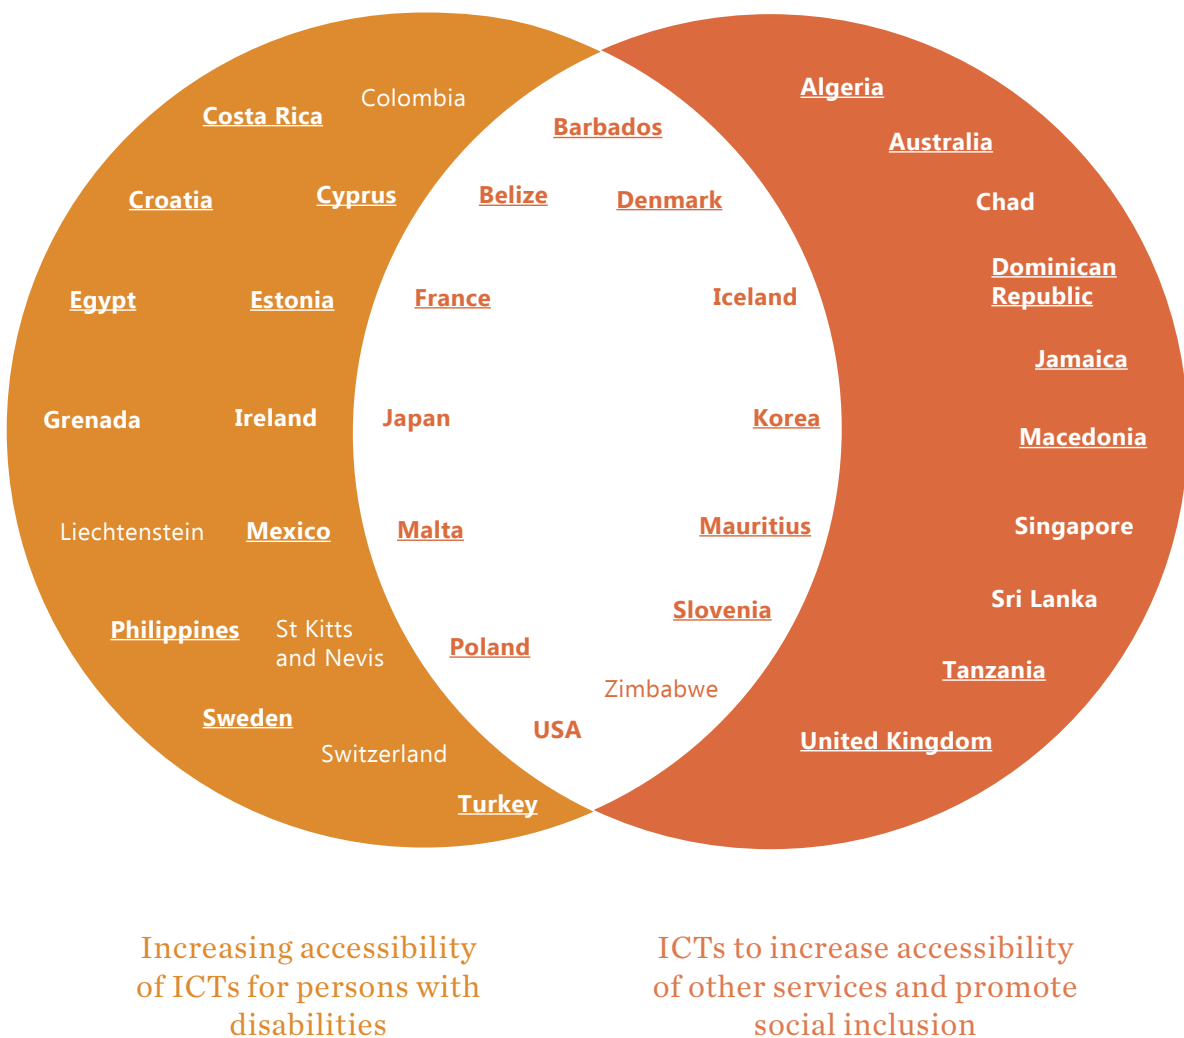 Costa Rica
Colombia
Croatia
Cyprus
Egypt
Estonia
Grenada
Ireland
Liechtenstein
Mexico
Philippines
St Kitts
and Nevis
Sweden
Switzerland
Turkey
Barbados
Belize
Denmark
France
Iceland
Japan
Korea
Malta
Mauritius
Slovenia
Poland
Zimbabwe
USA
Algeria
Australia
Chad
Dominican
Republic
Jamaica
Macedonia
Singapore
Sri Lanka
Tanzania
United Kingdom
Increasing accessibility
of ICTs for persons with
disabilities
ICTs to increase accessibility
of other services and promote
social inclusion